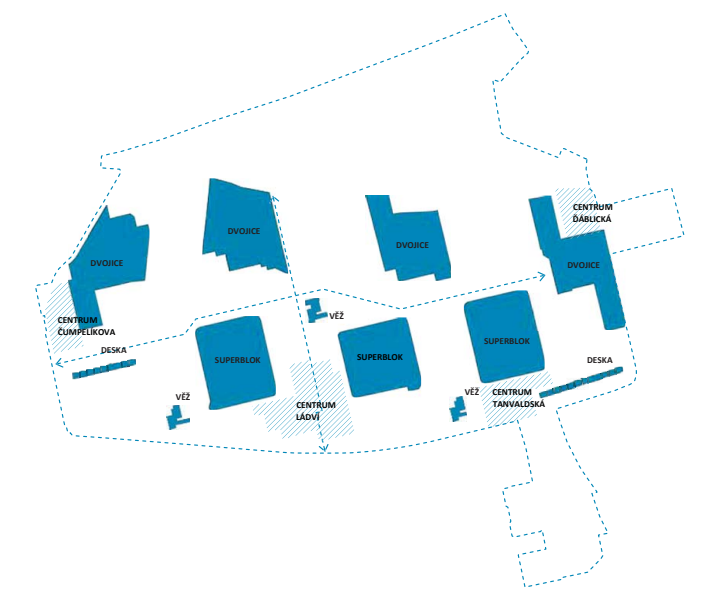 CENTRUM
ĎÁBLICKÁ
DVOJICE
DVOJICE
DVOJICE
DVOJICE
CENTRUM
ČUMPELÍKOVA
VĚŽ
DESKA
SUPERBLOK
SUPERBLOK
SUPERBLOK
DESKA
VĚŽ
CENTRUM
LÁDVÍ
VĚŽ
CENTRUM
TANVALDSKÁ